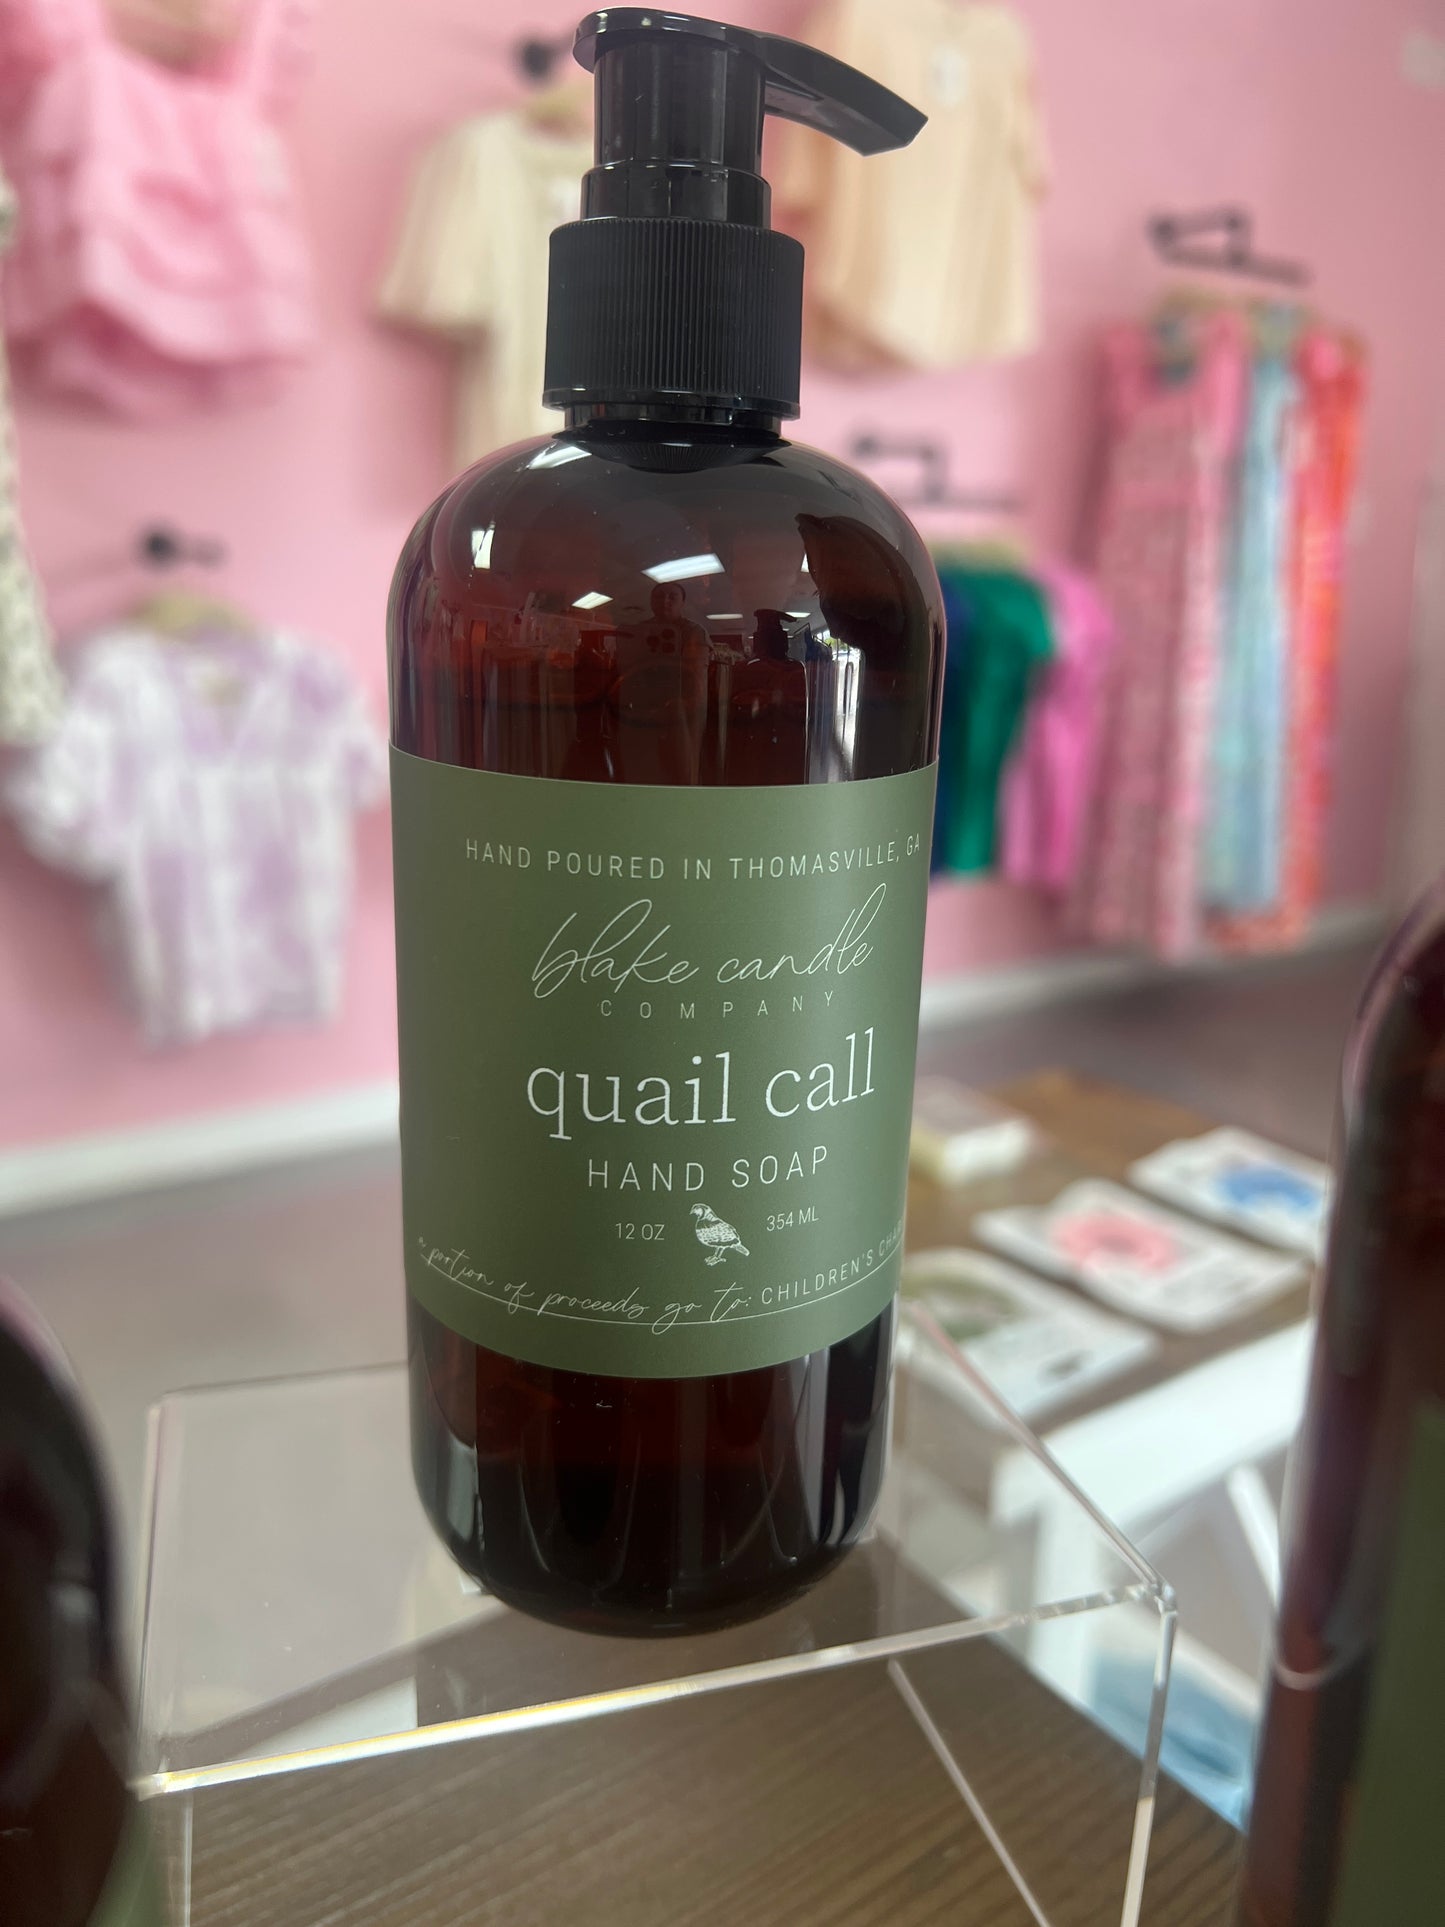 HAND POURED IN THOMASVILLE, GA
blake candle
COMPANY
quail call
HAND SOAP
12 OZ 354 ML
a portion of proceeds go to: CHILDREN'S